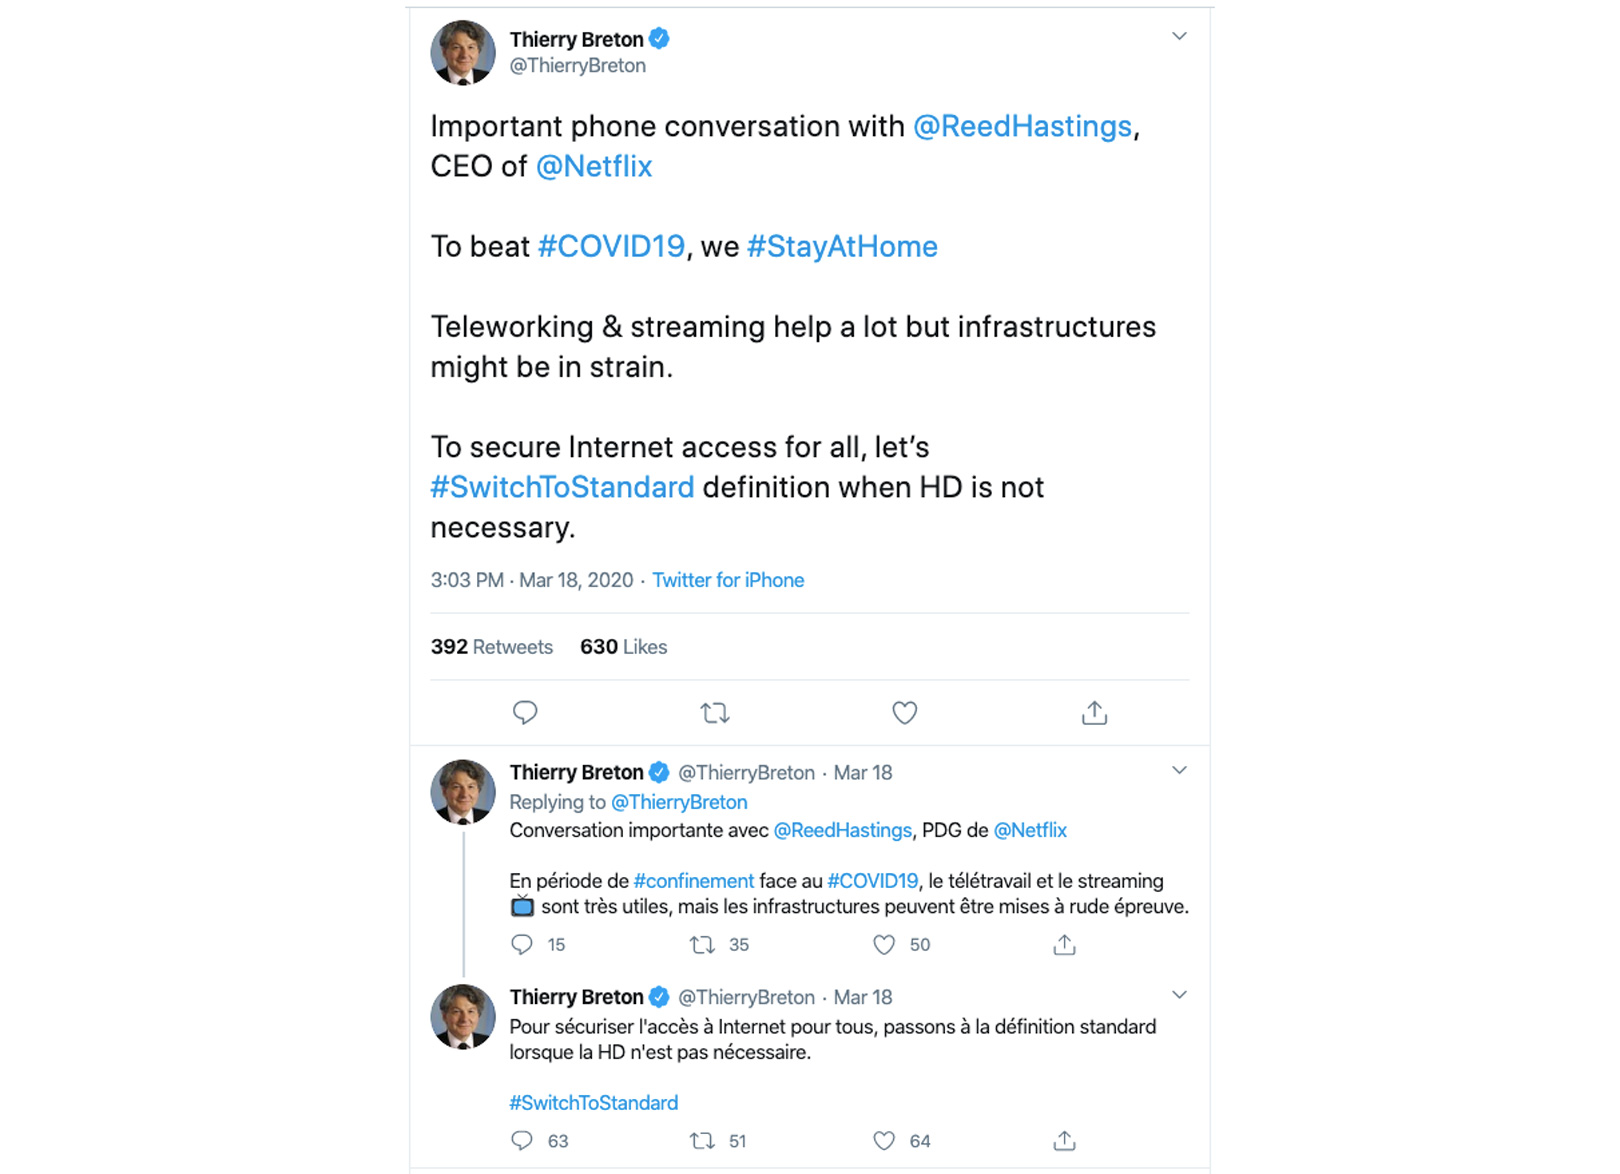 Thierry Breton
@ThierryBreton
Important phone conversation with @ReedHastings,
CEO of @Netflix
To beat #COVID19, we #StayAtHome
Teleworking & streaming help a lot but infrastructures
might be in strain.
To secure Internet access for all, let’s
#SwitchToStandard definition when HD is not
necessary.
3:03 PM · Mar 18, 2020 · Twitter for iPhone
392 Retweets 630 Likes
Thierry Breton @ThierryBreton · Mar 18
Replying to @ThierryBreton
Conversation importante avec @ReedHastings, PDG de @Netflix
En période de #confinement face au #COVID19, le télétravail et le streaming
📺 sont très utiles, mais les infrastructures peuvent être mises à rude épreuve.
15 35 50
Thierry Breton @ThierryBreton · Mar 18
Pour sécuriser l'accès à Internet pour tous, passons à la définition standard
lorsque la HD n'est pas nécessaire.
#SwitchToStandard
63 51 64